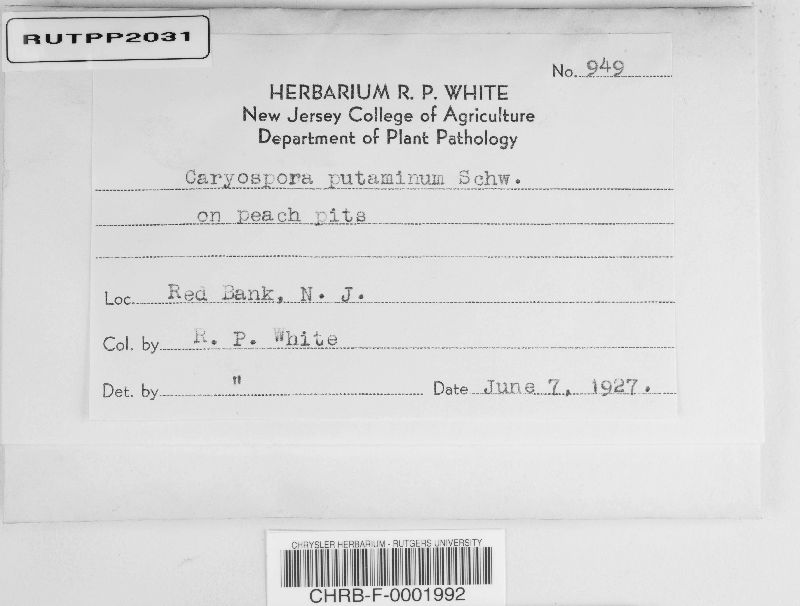 RUTPP2031
No. 949
HERBARIUM R. P. WHITE
New Jersey College of Agriculture
Department of Plant Pathology
Caryospora putaminum Schw.
on peach pits
Loc. Red Bank, N. J.
Col. by R. P. White
Det. by " Date June 7, 1927.
CHRYSLER HERBARIUM - RUTGERS UNIVERSITY
CHRB-F-0001992